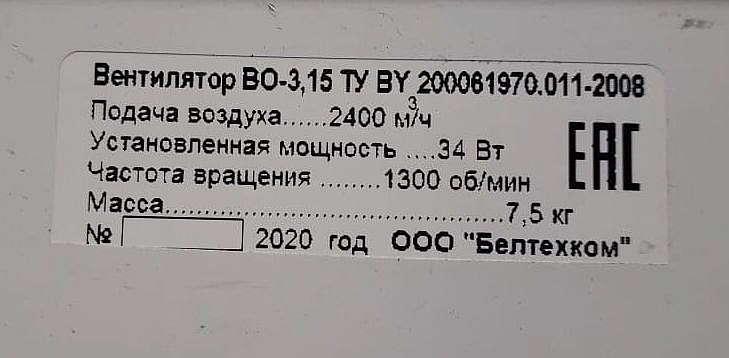 Вентилятор ВО-3,15 ТУ BY 200061970.011-2008
Подача воздуха......2400 м³/ч
Установленная мощность ....34 Вт
Частота вращения ........1300 об/мин
Масса.......................................7,5 кг
EAC
№ 2020 год ООО "Белтехком"